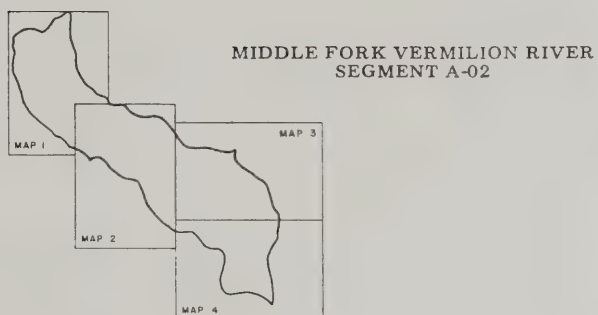 MIDDLE FORK VERMILION RIVER
SEGMENT A-02
MAP 1
MAP 3
MAP 2
MAP 4